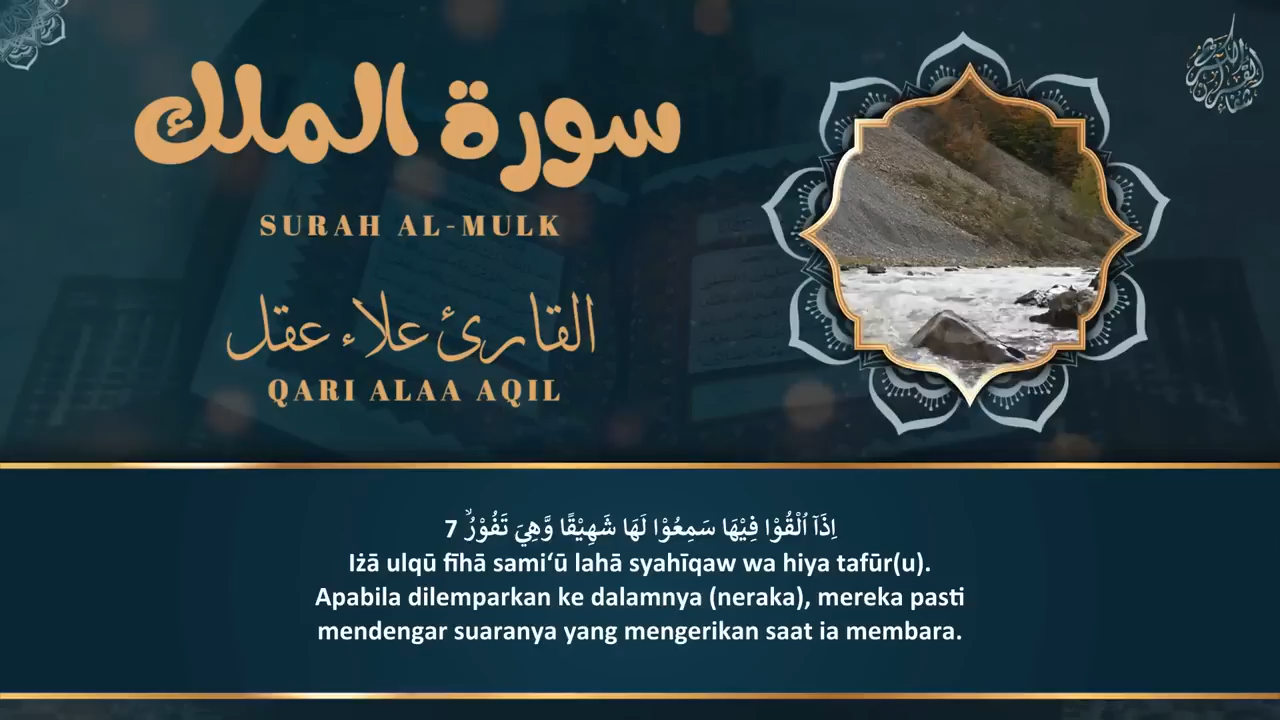 سورة الملك
SURAH AL-MULK
القارئ علاء عقل
QARI ALAA AQIL
اِذَآ اُلْقُوْا فِيْهَا سَمِعُوْا لَهَا شَهِيْقًا وَّهِيَ تَفُوْرُۙ 7
Iżā ulqū fīhā sami‘ū lahā syahīqaw wa hiya tafūr(u).
Apabila dilemparkan ke dalamnya (neraka), mereka pasti
mendengar suaranya yang mengerikan saat ia membara.